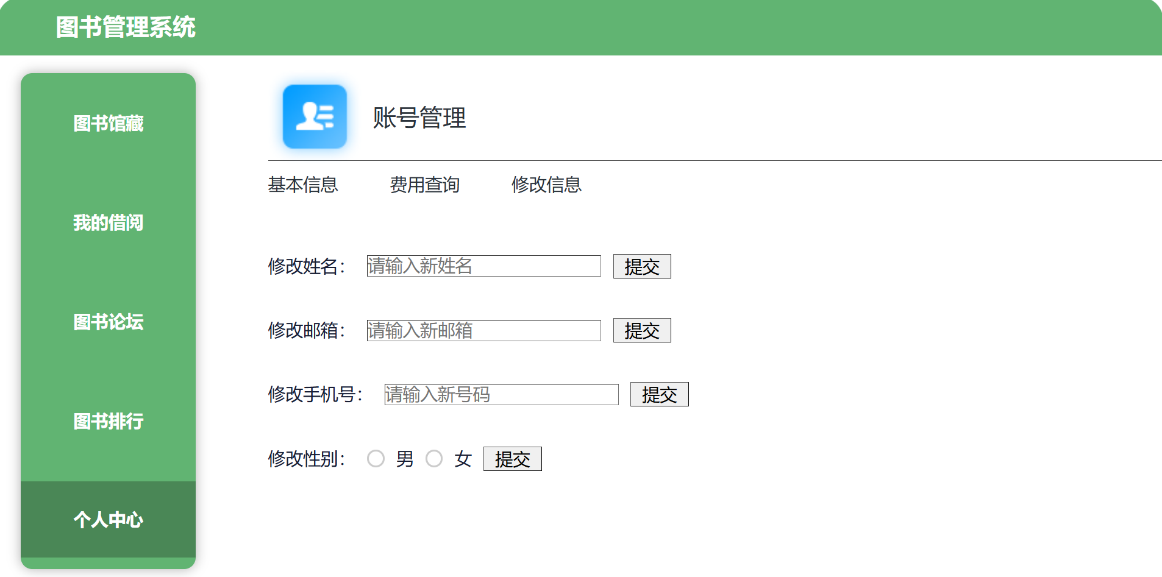 图书管理系统
图书馆藏
我的借阅
图书论坛
图书排行
个人中心
账号管理
基本信息 费用查询 修改信息
修改姓名： 请输入新姓名 提交
修改邮箱： 请输入新邮箱 提交
修改手机号： 请输入新号码 提交
修改性别： 男 女 提交